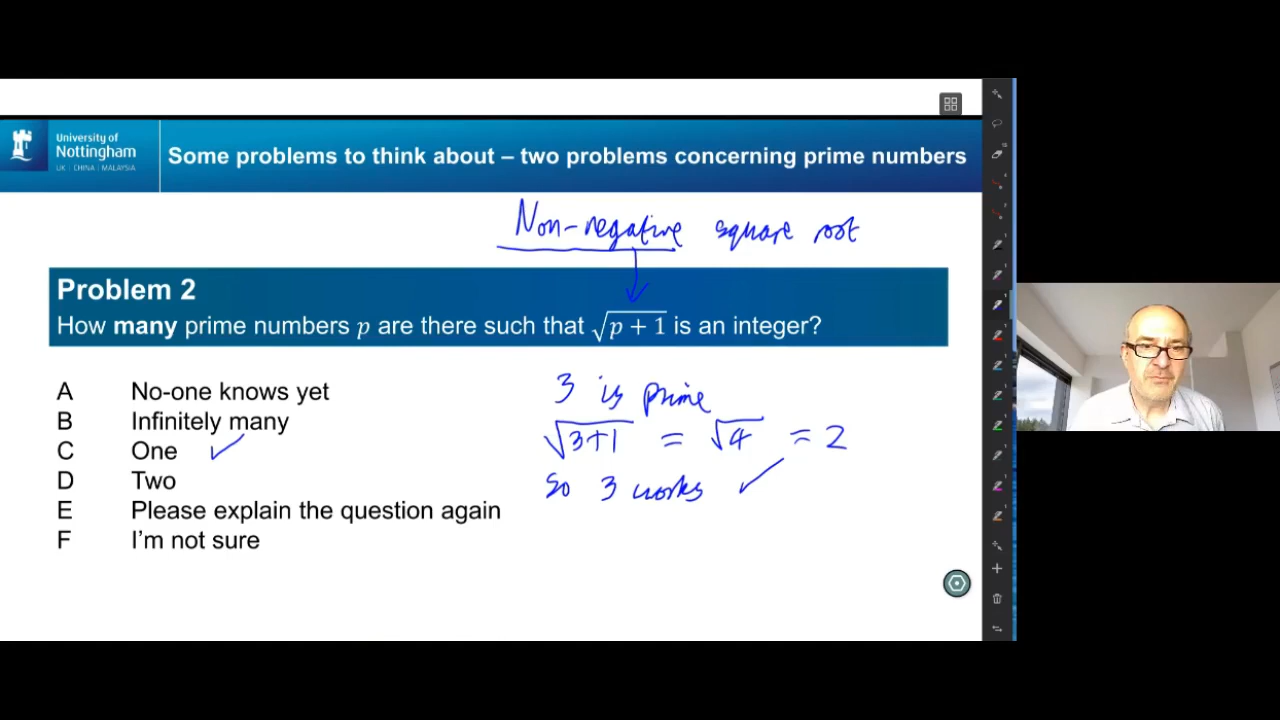 University of
Nottingham
UK | CHINA | MALAYSIA
Some problems to think about – two problems concerning prime numbers
Non-negative square root
Problem 2
How many prime numbers p are there such that √p + 1 is an integer?
A No-one knows yet
B Infinitely many
C One ✓
D Two
E Please explain the question again
F I'm not sure
3 is prime
√3+1 = √4 = 2
So 3 works ✓